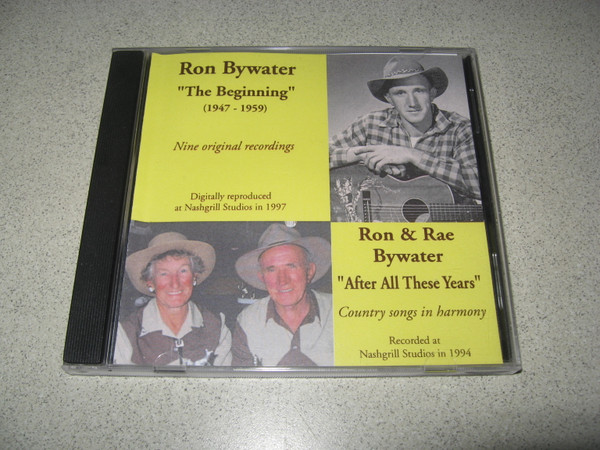 Ron Bywater
"The Beginning"
(1947 - 1959)
Nine original recordings
Digitally reproduced
at Nashgrill Studios in 1997
Ron & Rae
Bywater
"After All These Years"
Country songs in harmony
Recorded at
Nashgrill Studios in 1994